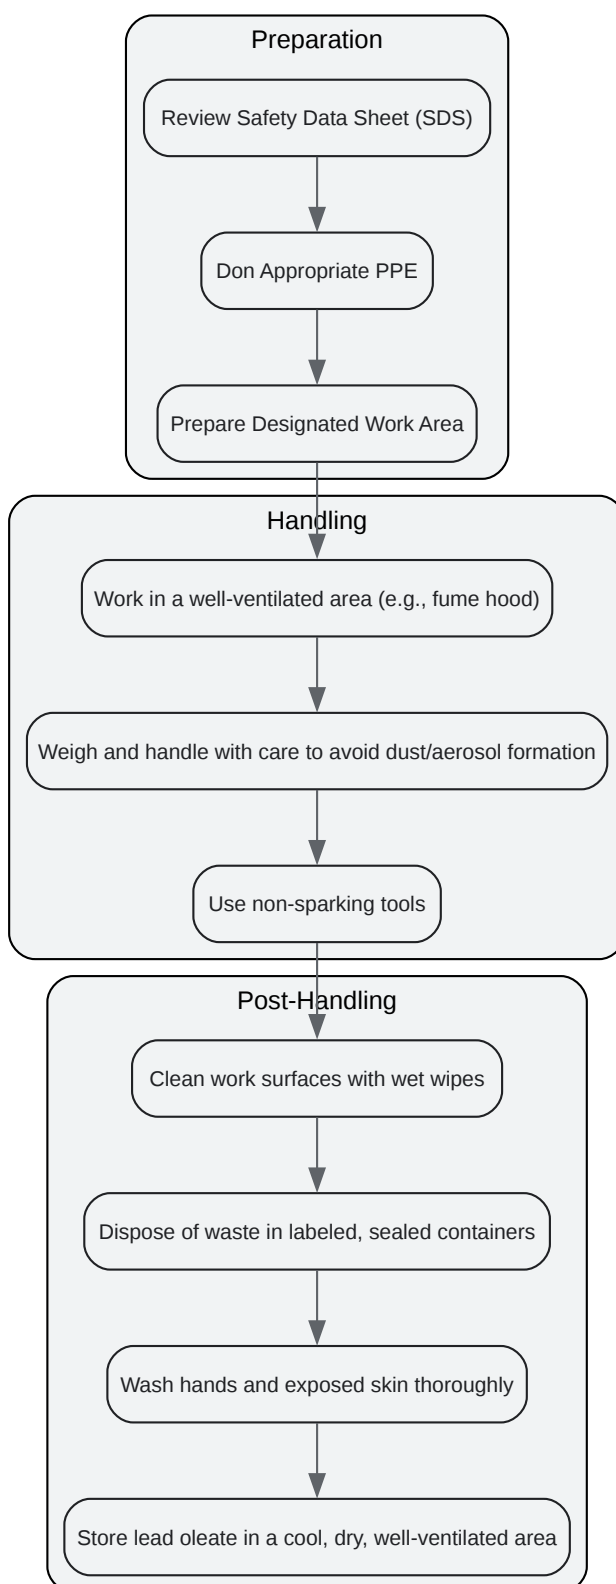 Preparation
Review Safety Data Sheet (SDS)
Don Appropriate PPE
Prepare Designated Work Area
Handling
Work in a well-ventilated area (e.g., fume hood)
Weigh and handle with care to avoid dust/aerosol formation
Use non-sparking tools
Post-Handling
Clean work surfaces with wet wipes
Dispose of waste in labeled, sealed containers
Wash hands and exposed skin thoroughly
Store lead oleate in a cool, dry, well-ventilated area